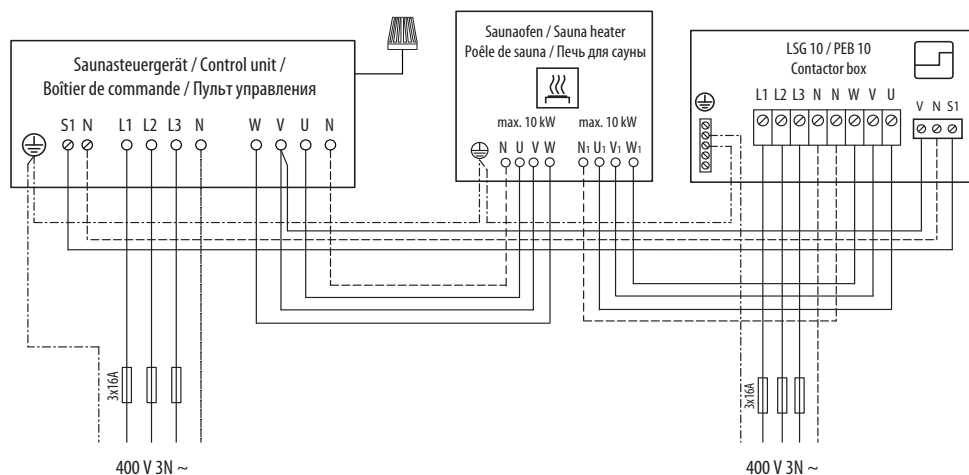 Saunasteuergerät / Control unit /
Boîtier de commande / Пульт управления
S1 N L1 L2 L3 N W V U N
Saunaofen / Sauna heater
Poêle de sauna / Печь для сауны
max. 10 kW max. 10 kW
N U V W N1 U1 V1 W1
LSG 10 / PEB 10
Contactor box
L1 L2 L3 N N W V U
V N S1
3x16A
3x16A
400 V 3N ~
400 V 3N ~